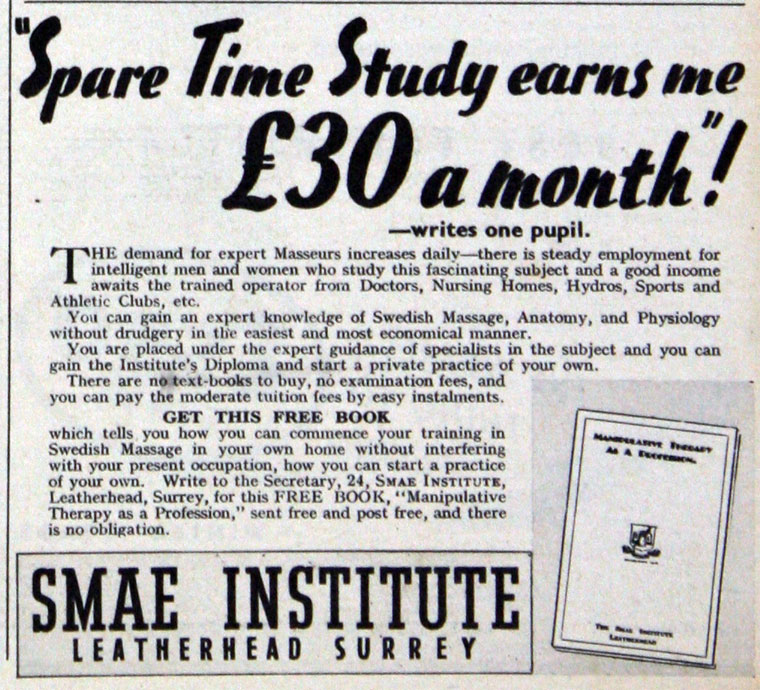 "Spare Time Study earns me
£30 a month"!
—writes one pupil.
THE demand for expert Masseurs increases daily—there is steady employment for
intelligent men and women who study this fascinating subject and a good income
awaits the trained operator from Doctors, Nursing Homes, Hydros, Sports and
Athletic Clubs, etc.
You can gain an expert knowledge of Swedish Massage, Anatomy, and Physiology
without drudgery in the easiest and most economical manner.
You are placed under the expert guidance of specialists in the subject and you can
gain the Institute's Diploma and start a private practice of your own.
There are no text-books to buy, no examination fees, and
you can pay the moderate tuition fees by easy instalments.
GET THIS FREE BOOK
which tells you how you can commence your training in
Swedish Massage in your own home without interfering
with your present occupation, how you can start a practice
of your own. Write to the Secretary, 24, SMAE INSTITUTE,
Leatherhead, Surrey, for this FREE BOOK, "Manipulative
Therapy as a Profession," sent free and post free, and there
is no obligation.
MANIPULATIVE THERAPY
AS A PROFESSION.
THE SMAE INSTITUTE
LEATHERHEAD
SMAE INSTITUTE
LEATHERHEAD SURREY